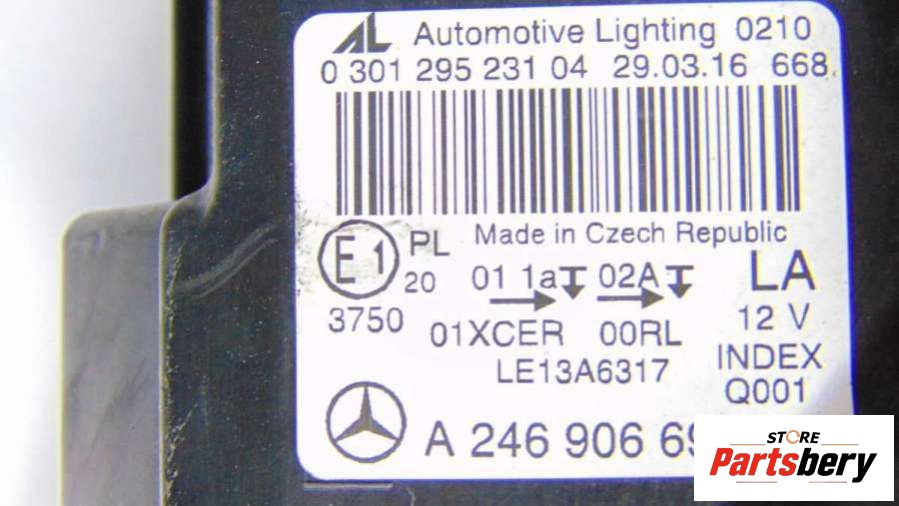 AL Automotive Lighting 0210
0 301 295 231 04 29.03.16 668
Made in Czech Republic
E1 PL
20 01 1a 02A LA
3750 01XCER 00RL 12 V
LE13A6317 INDEX
Q001
A 246 906
STORE
Partsbery